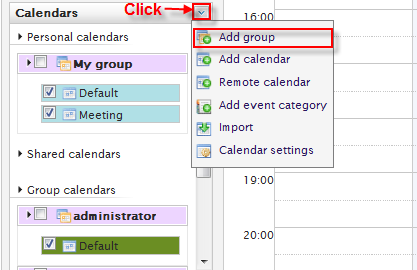 Calendars
Click
Personal calendars
My group
Default
Meeting
Shared calendars
Group calendars
administrator
Default
Add group
Add calendar
Remote calendar
Add event category
Import
Calendar settings
16:00
19:00
20:00